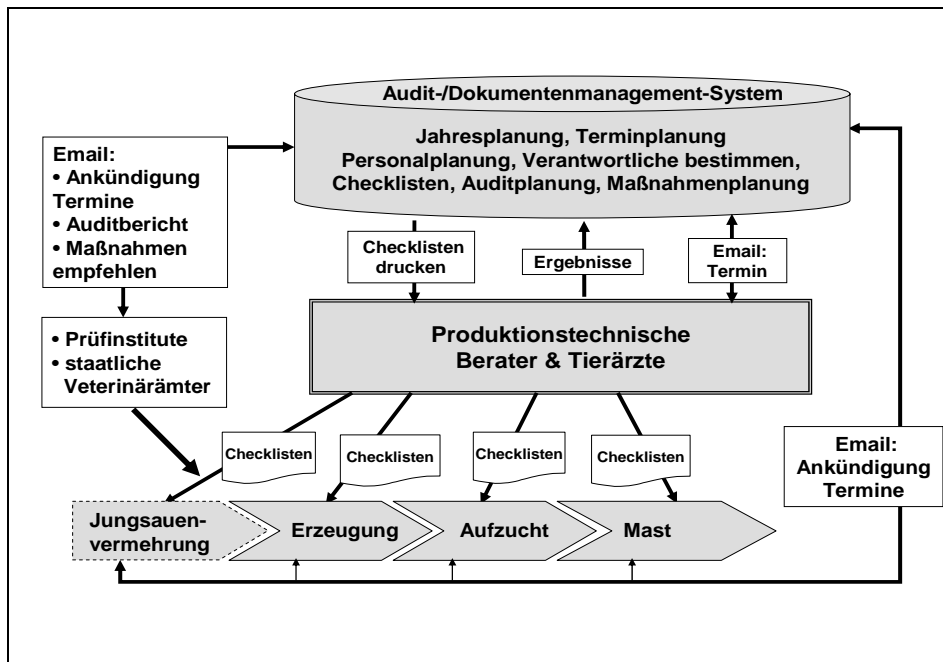 Audit-/Dokumentenmanagement-System
Jahresplanung, Terminplanung
Personalplanung, Verantwortliche bestimmen,
Checklisten, Auditplanung, Maßnahmenplanung
Email:
• Ankündigung
Termine
• Auditbericht
• Maßnahmen
empfehlen
Checklisten
drucken
Ergebnisse
Email:
Termin
• Prüfinstitute
• staatliche
Veterinärämter
Produktionstechnische
Berater & Tierärzte
Checklisten
Checklisten
Checklisten
Checklisten
Email:
Ankündigung
Termine
Jungsauen-
vermehrung
Erzeugung
Aufzucht
Mast